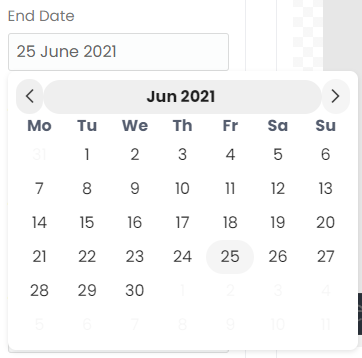 End Date
25 June 2021
Jun 2021
Mo Tu We Th Fr Sa Su
31 1 2 3 4 5 6
7 8 9 10 11 12 13
14 15 16 17 18 19 20
21 22 23 24 25 26 27
28 29 30 1 2 3 4
5 6 7 8 9 10 11